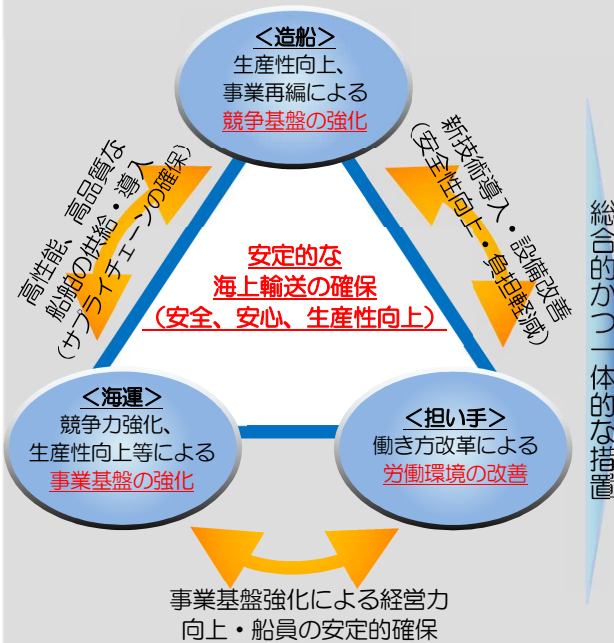 ＜造船＞
生産性向上、
事業再編による
競争基盤の強化
高性能、高品質な
船舶の供給・導入
（サプライチェーンの確保）
新技術導入・設備改善
（安全性向上・負担軽減）
安定的な
海上輸送の確保
（安全、安心、生産性向上）
＜海運＞
競争力強化、
生産性向上等による
事業基盤の強化
＜担い手＞
働き方改革による
労働環境の改善
事業基盤強化による経営力
向上・船員の安定的確保
総合的かつ一体的な措置